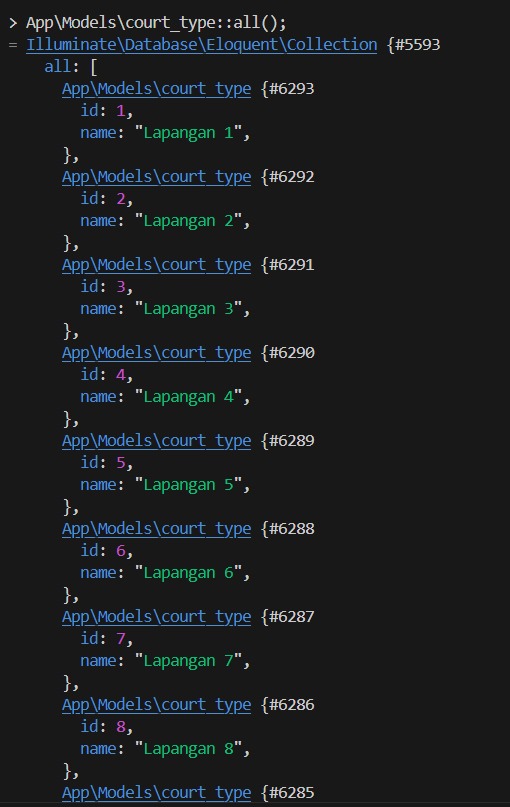 > App\Models\court_type::all();
= Illuminate\Database\Eloquent\Collection {#5593
all: [
App\Models\court_type {#6293
id: 1,
name: "Lapangan 1",
},
App\Models\court_type {#6292
id: 2,
name: "Lapangan 2",
},
App\Models\court_type {#6291
id: 3,
name: "Lapangan 3",
},
App\Models\court_type {#6290
id: 4,
name: "Lapangan 4",
},
App\Models\court_type {#6289
id: 5,
name: "Lapangan 5",
},
App\Models\court_type {#6288
id: 6,
name: "Lapangan 6",
},
App\Models\court_type {#6287
id: 7,
name: "Lapangan 7",
},
App\Models\court_type {#6286
id: 8,
name: "Lapangan 8",
},
App\Models\court_type {#6285